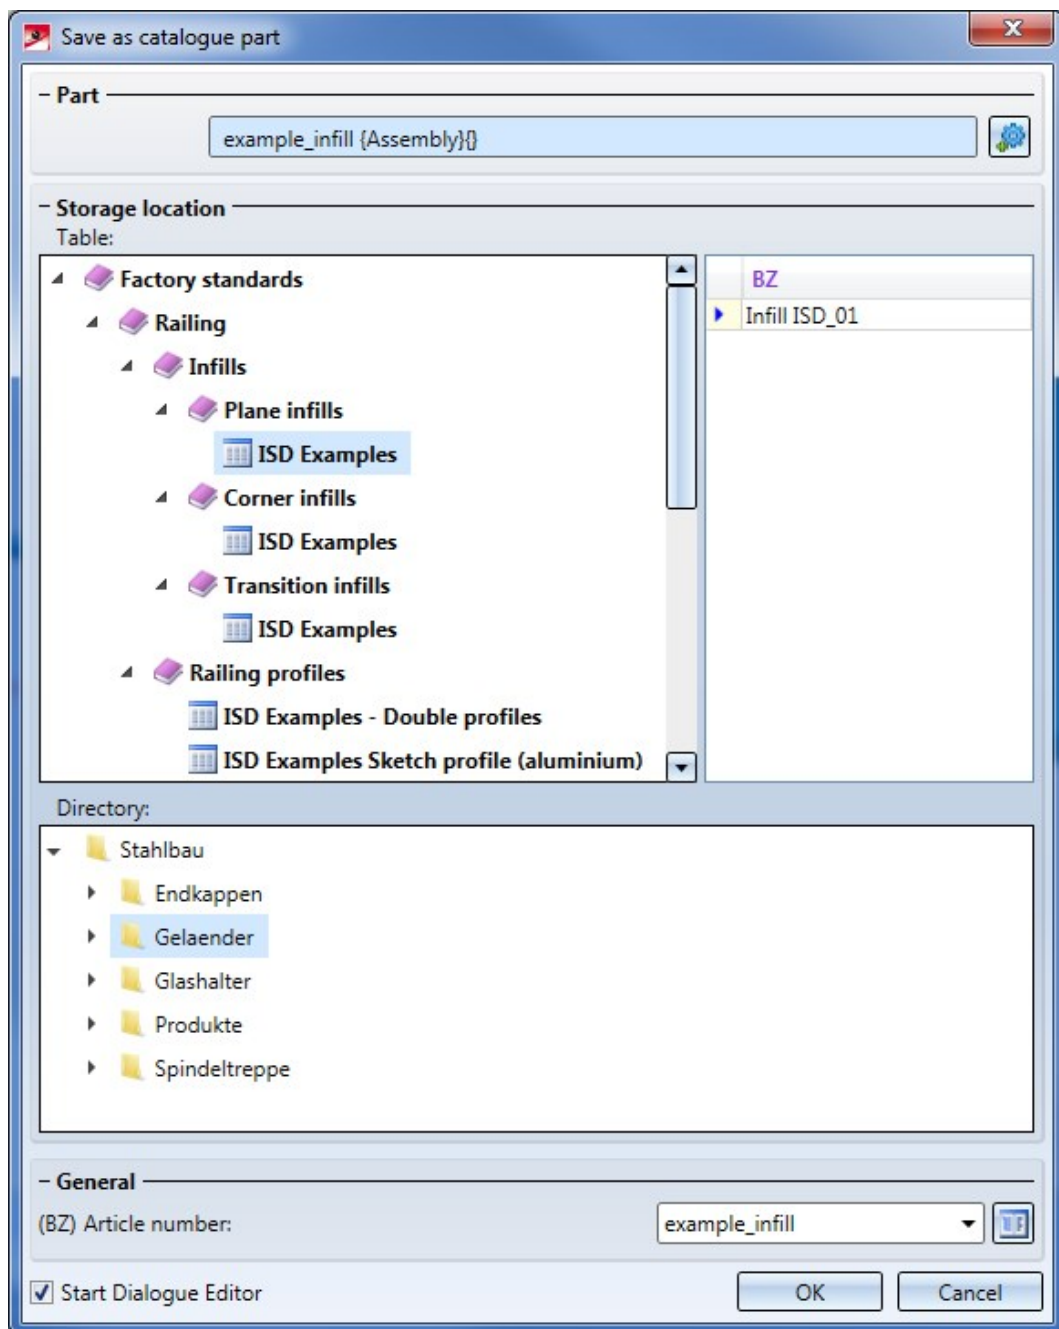 Save as catalogue part
Part
example_infill {Assembly}{}
Storage location
Table:
Factory standards
Railing
Infills
Plane infills
ISD Examples
Corner infills
ISD Examples
Transition infills
ISD Examples
Railing profiles
ISD Examples - Double profiles
ISD Examples Sketch profile (aluminium)
BZ
Infill ISD_01
Directory:
Stahlbau
Endkappen
Gelaender
Glashalter
Produkte
Spindeltreppe
General
(BZ) Article number: example_infill
Start Dialogue Editor OK Cancel